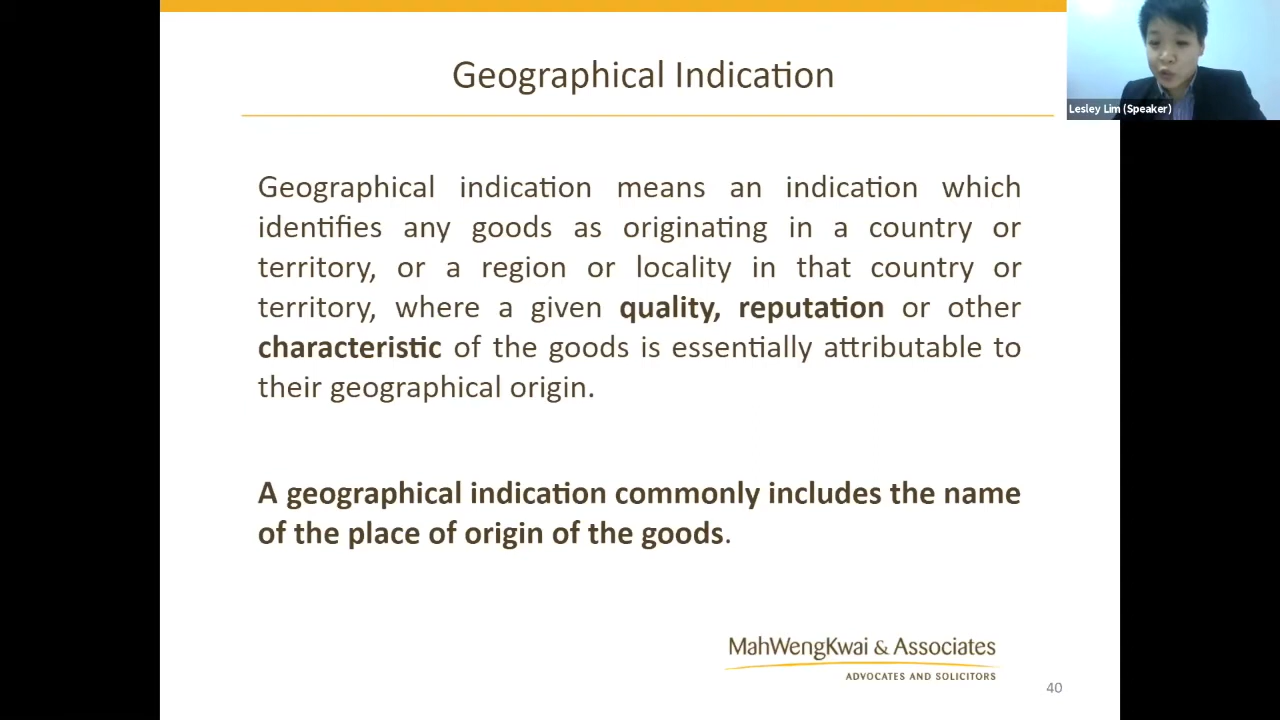 Geographical Indication
Lesley Lim (Speaker)
Geographical indication means an indication which
identifies any goods as originating in a country or
territory, or a region or locality in that country or
territory, where a given quality, reputation or other
characteristic of the goods is essentially attributable to
their geographical origin.
A geographical indication commonly includes the name
of the place of origin of the goods.
MahWengKwai & Associates
ADVOCATES AND SOLICITORS
40